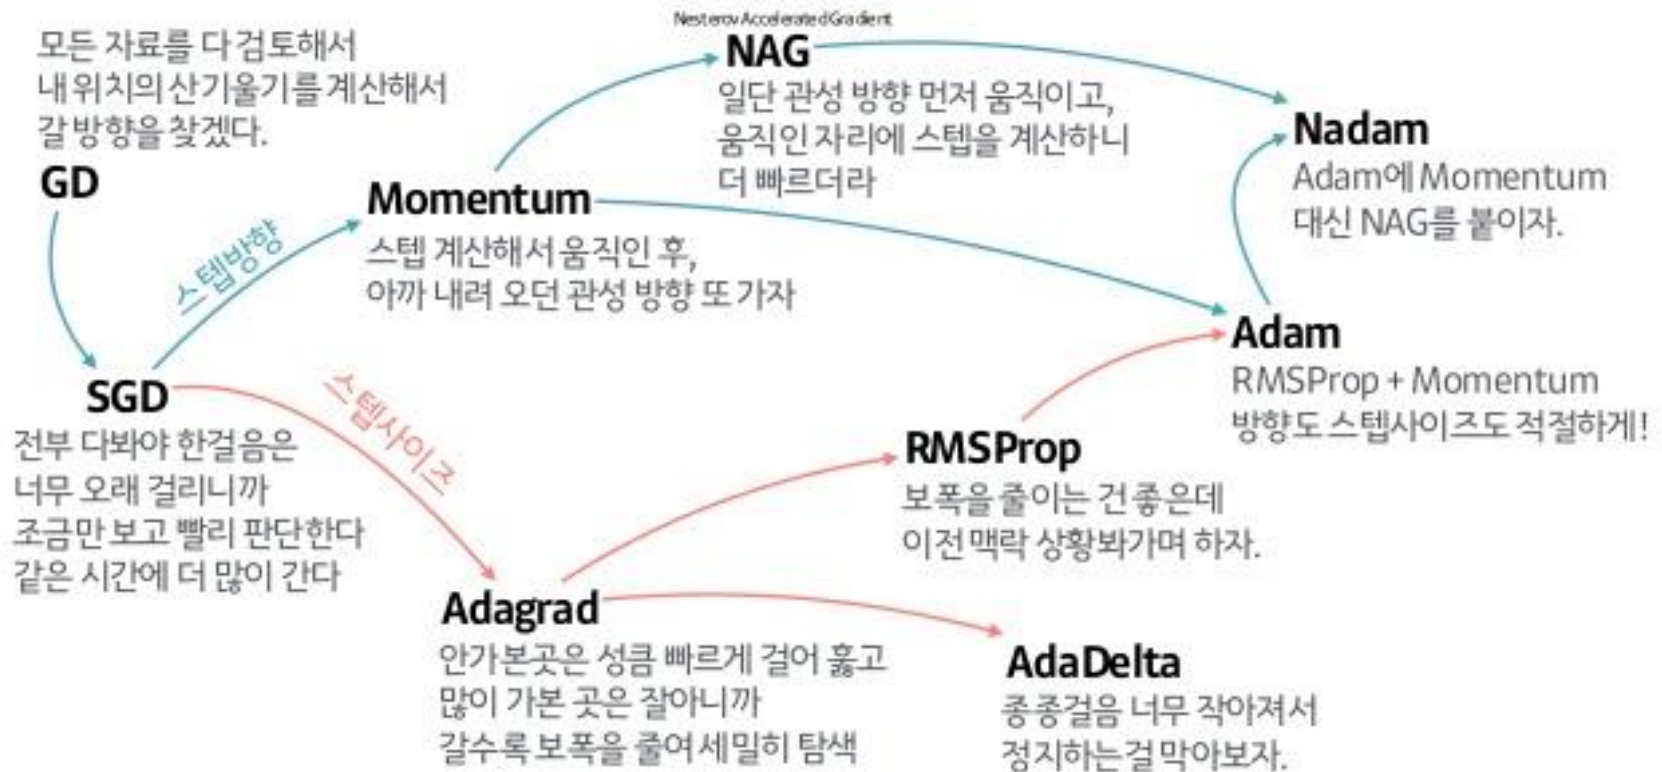 모든 자료를 다 검토해서
내 위치의 산기울기를 계산해서
갈 방향을 찾겠다.
GD
스텝방향
SGD
전부 다봐야 한걸음은
너무 오래 걸리니까
조금만 보고 빨리 판단한다
같은 시간에 더 많이 간다
Momentum
스텝 계산해서 움직인 후,
아까 내려 오던 관성 방향 또 가자
Nesterov Accelerated Gradient
NAG
일단 관성 방향 먼저 움직이고,
움직인 자리에 스텝을 계산하니
더 빠르더라
Nadam
Adam에 Momentum
대신 NAG를 붙이자.
Adam
RMSProp + Momentum
방향도 스텝사이즈도 적절하게!
스텝사이즈
RMSProp
보폭을 줄이는 건 좋은데
이전 맥락 상황봐가며 하자.
Adagrad
안가본곳은 성큼 빠르게 걸어 훑고
많이 가본 곳은 잘아니까
갈수록 보폭을 줄여 세밀히 탐색
AdaDelta
종종걸음 너무 작아져서
정지하는걸 막아보자.